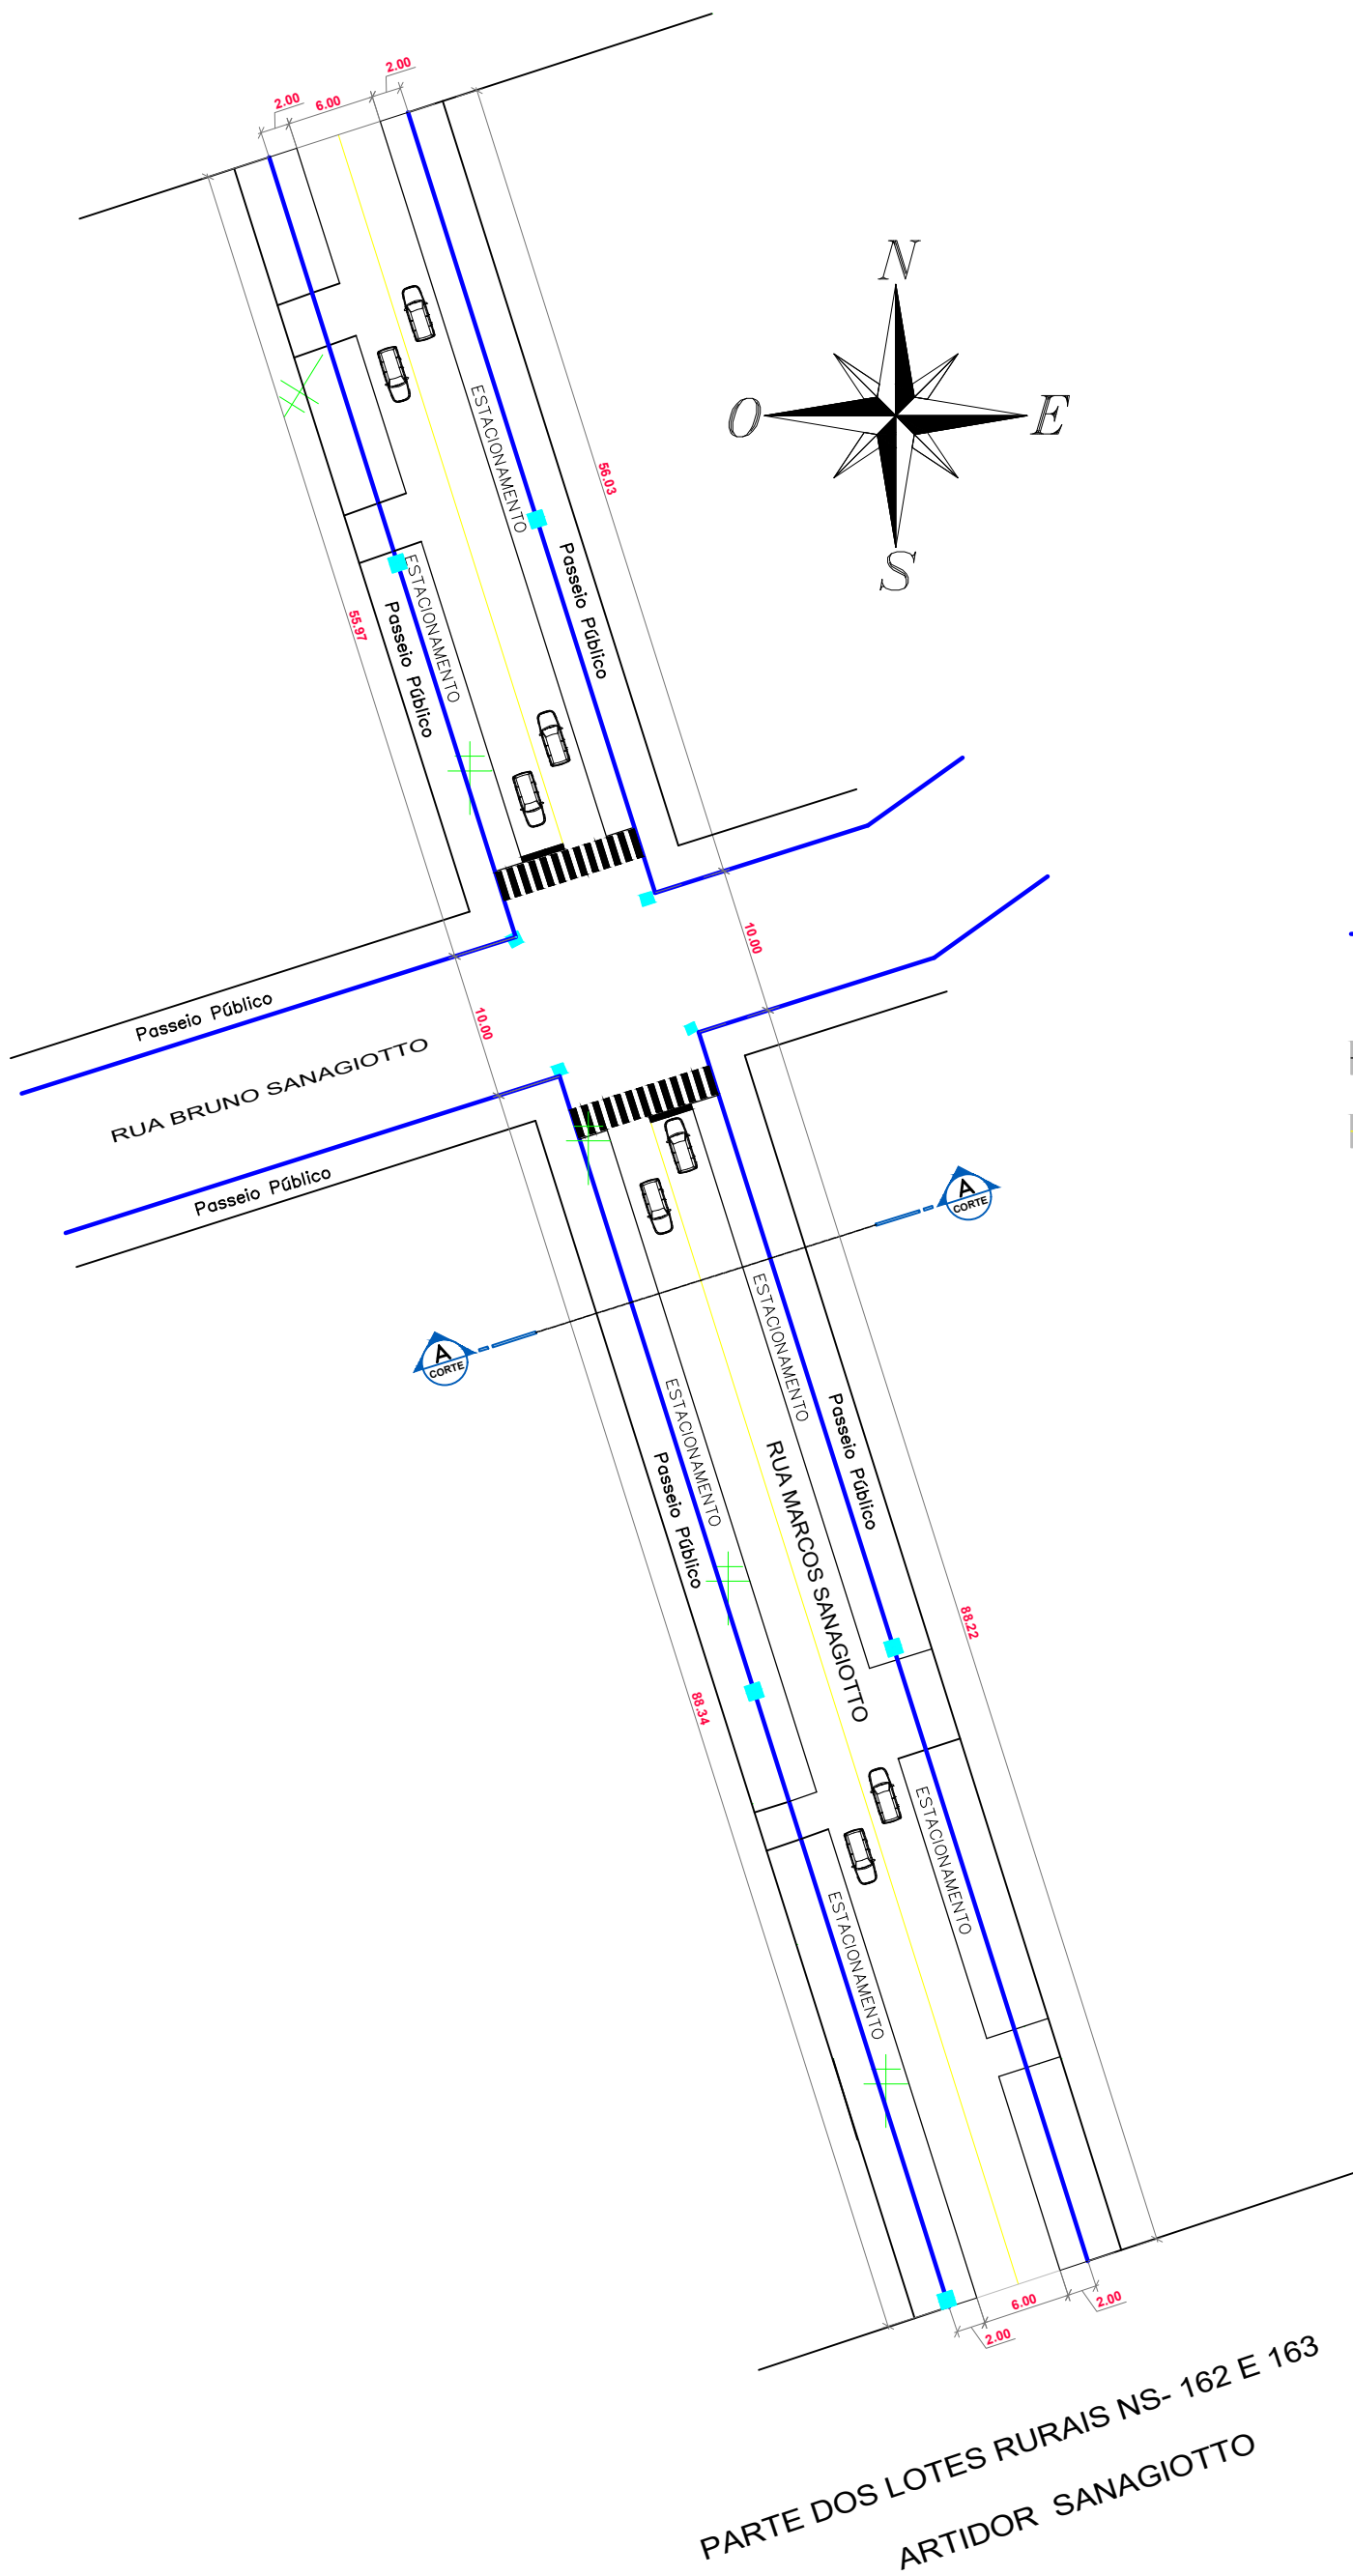 2.00
2.00
6.00
N
O
E
S
ESTACIONAMENTO
56.03
Passeio Público
ESTACIONAMENTO
55.97
Passeio Público
10.00
Passeio Público
10.00
RUA BRUNO SANAGIOTTO
Passeio Público
A
CORTE
A
CORTE
ESTACIONAMENTO
ESTACIONAMENTO
Passeio Público
Passeio Público
RUA MARCOS SANAGIOTTO
88.22
88.34
ESTACIONAMENTO
ESTACIONAMENTO
2.00
6.00
2.00
PARTE DOS LOTES RURAIS NS- 162 E 163
ARTIDOR SANAGIOTTO